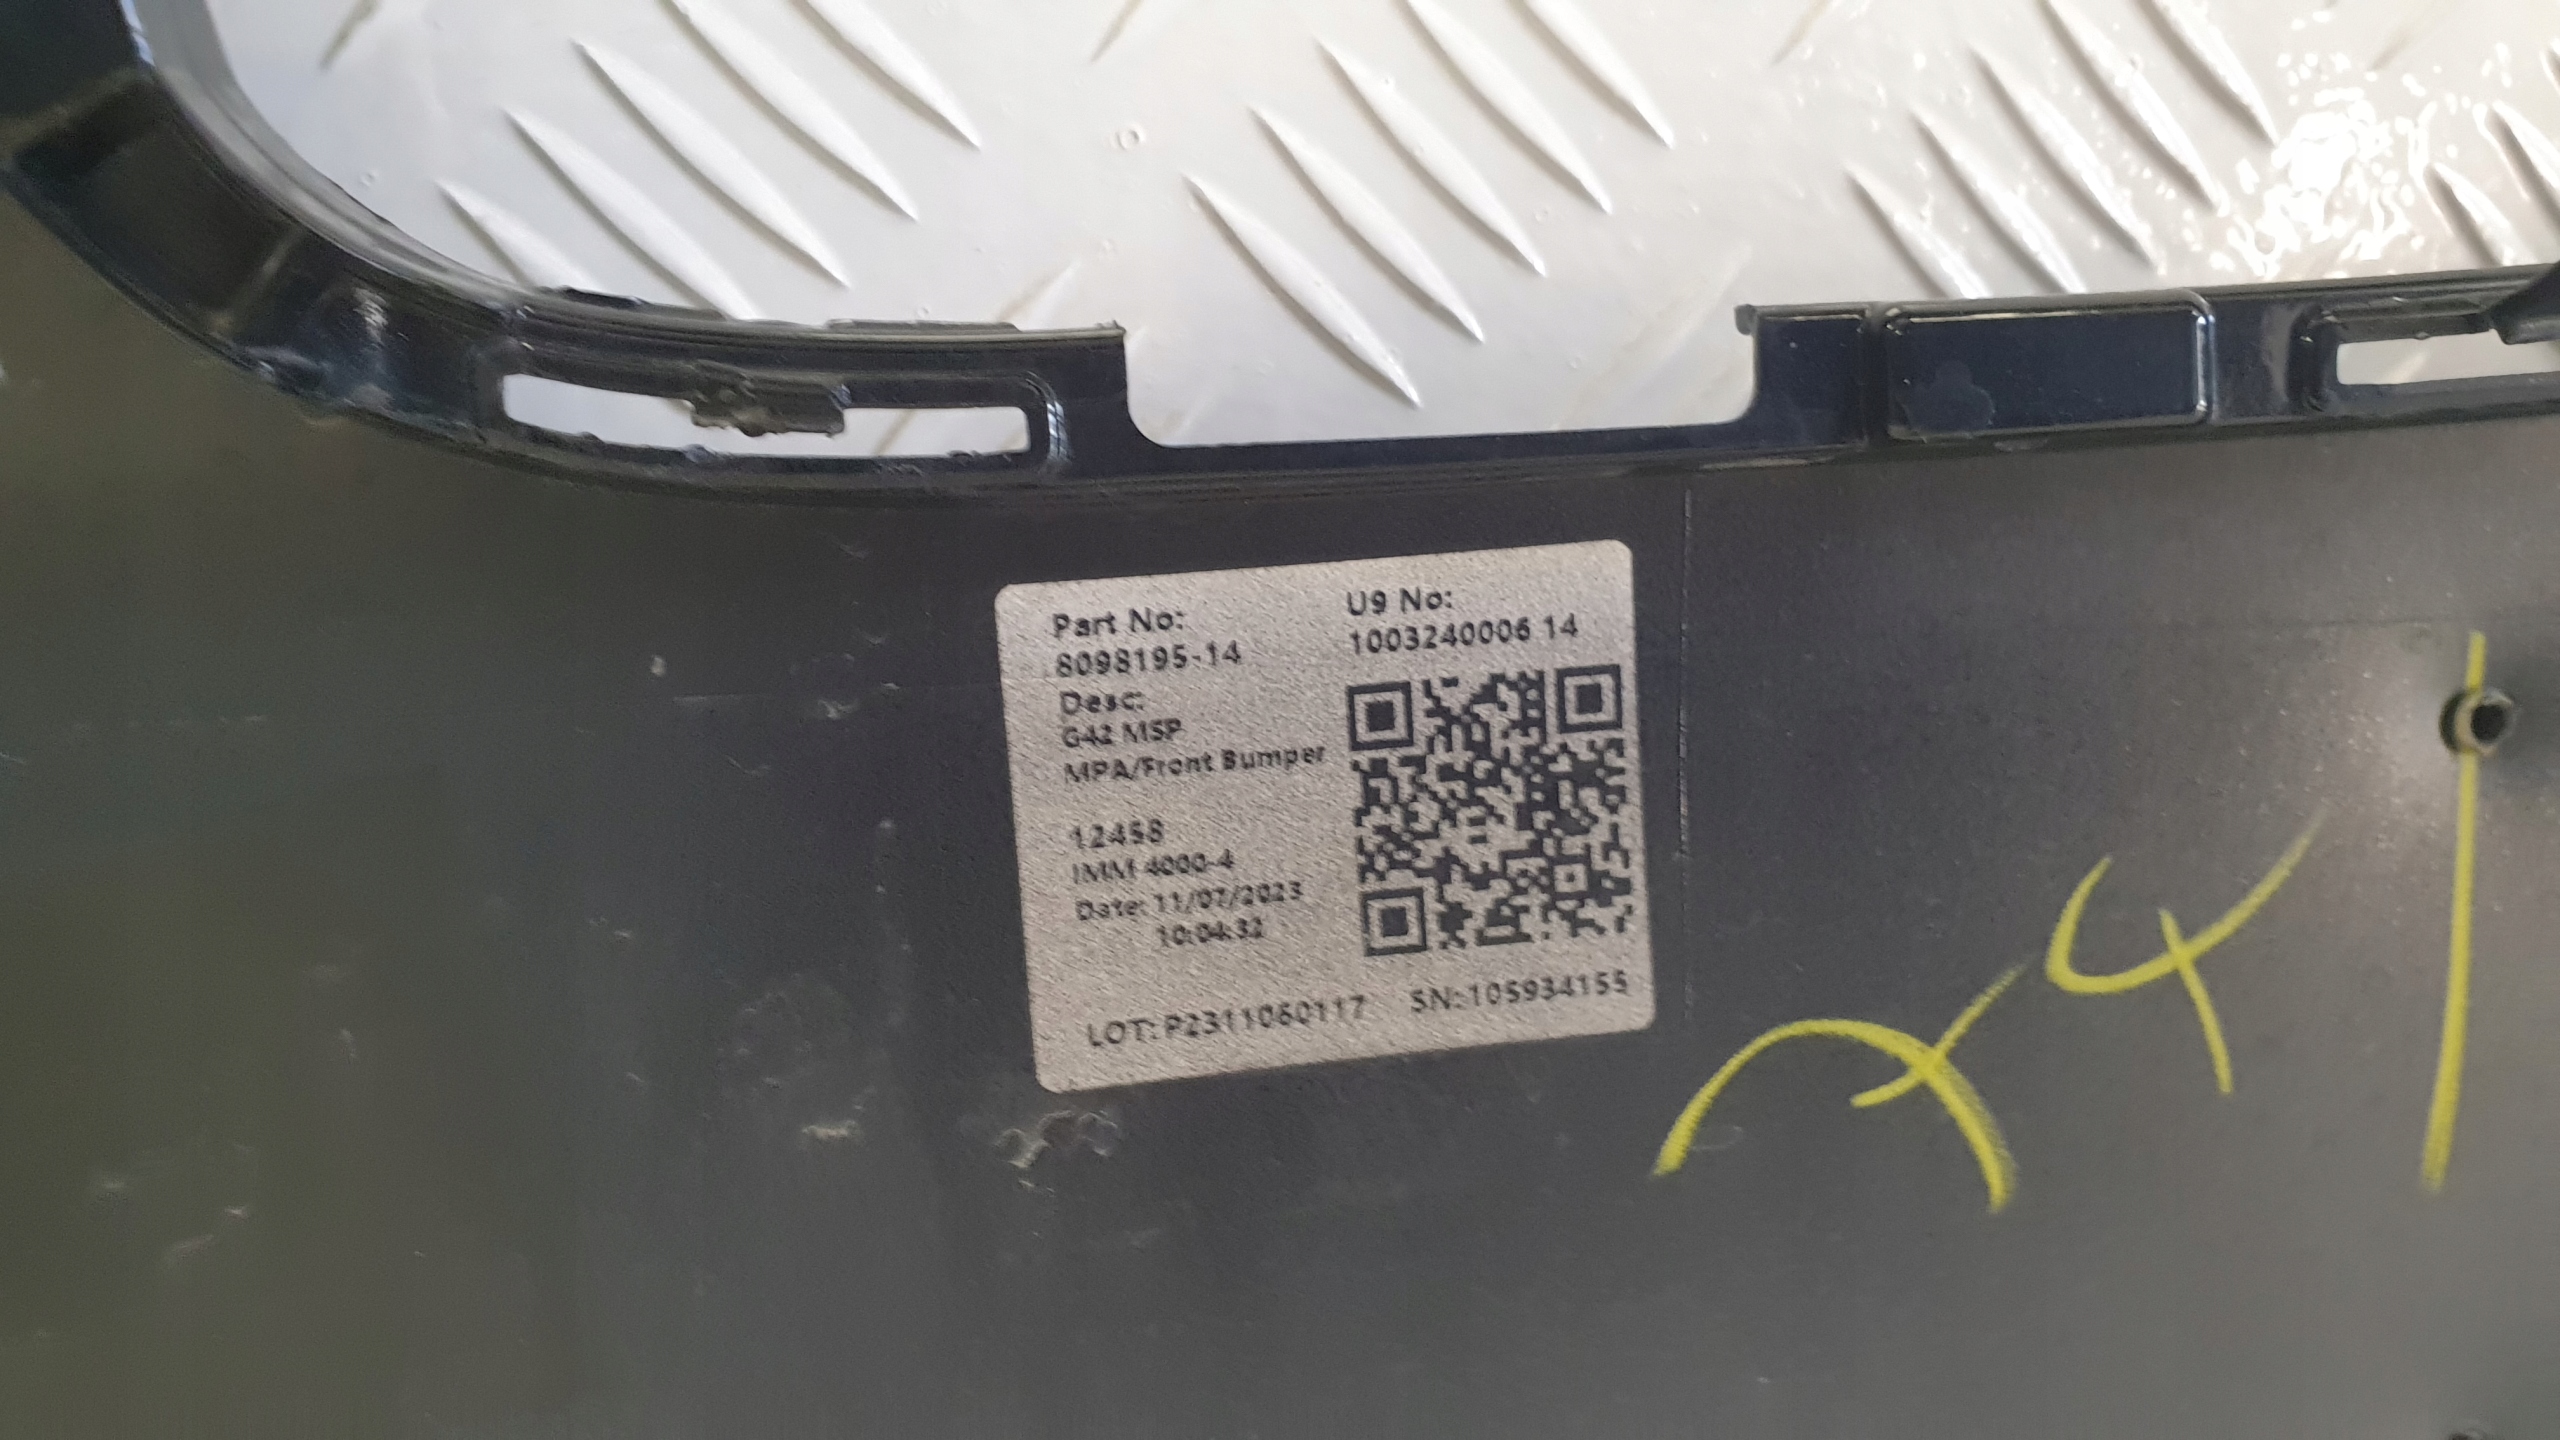 Part No:
8098195-14
U9 No:
1003240006 14
Desc:
G42 MSP
MPA/Front Bumper
12458
IMM 4000-4
Date: 11/07/2023
10:04:32
LOT: P2311060117
SN: 105934155